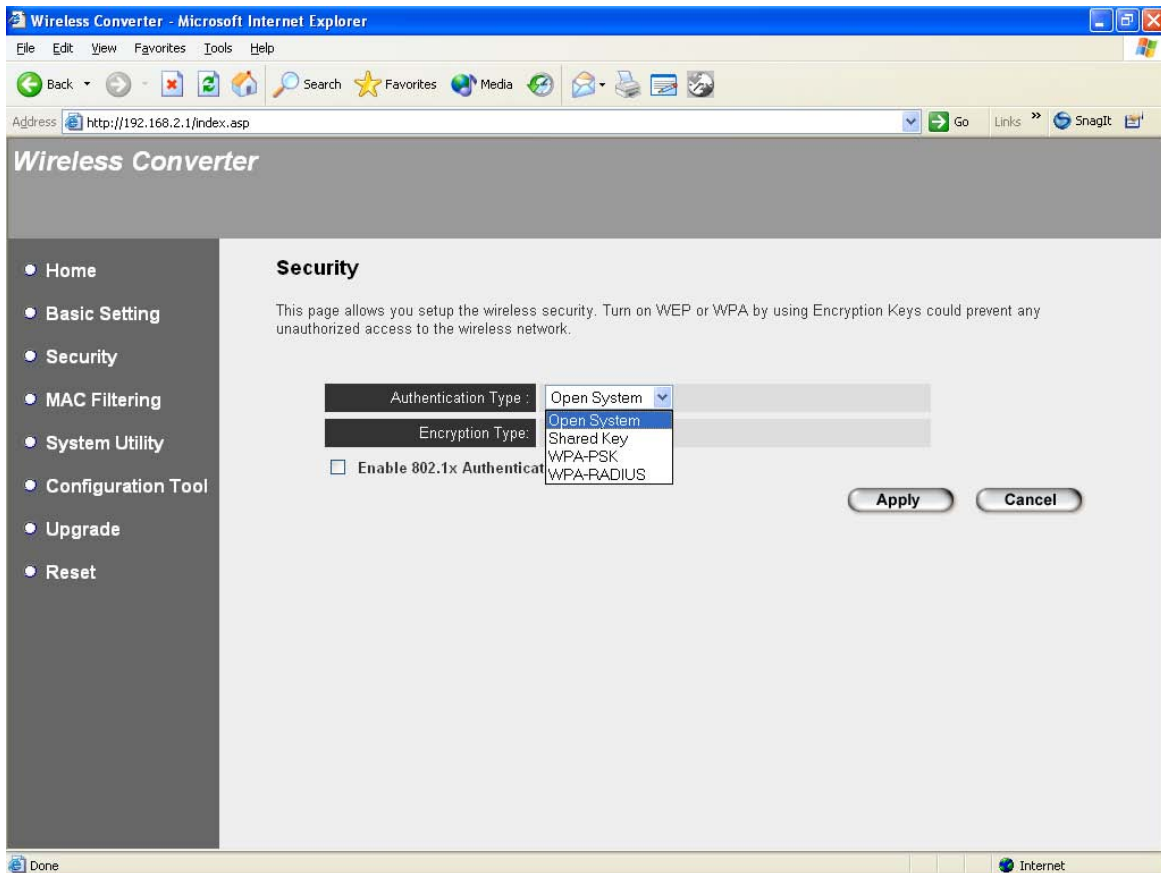 Wireless Converter - Microsoft Internet Explorer
File Edit View Favorites Tools Help
Back Search Favorites Media
Address http://192.168.2.1/index.asp Go Links » SnagIt
Wireless Converter
Home
Basic Setting
Security
MAC Filtering
System Utility
Configuration Tool
Upgrade
Reset
Security
This page allows you setup the wireless security. Turn on WEP or WPA by using Encryption Keys could prevent any
unauthorized access to the wireless network.
Authentication Type : Open System
Open System
Shared Key
WPA-PSK
WPA-RADIUS
Encryption Type:
Enable 802.1x Authenticat
Apply Cancel
Done Internet